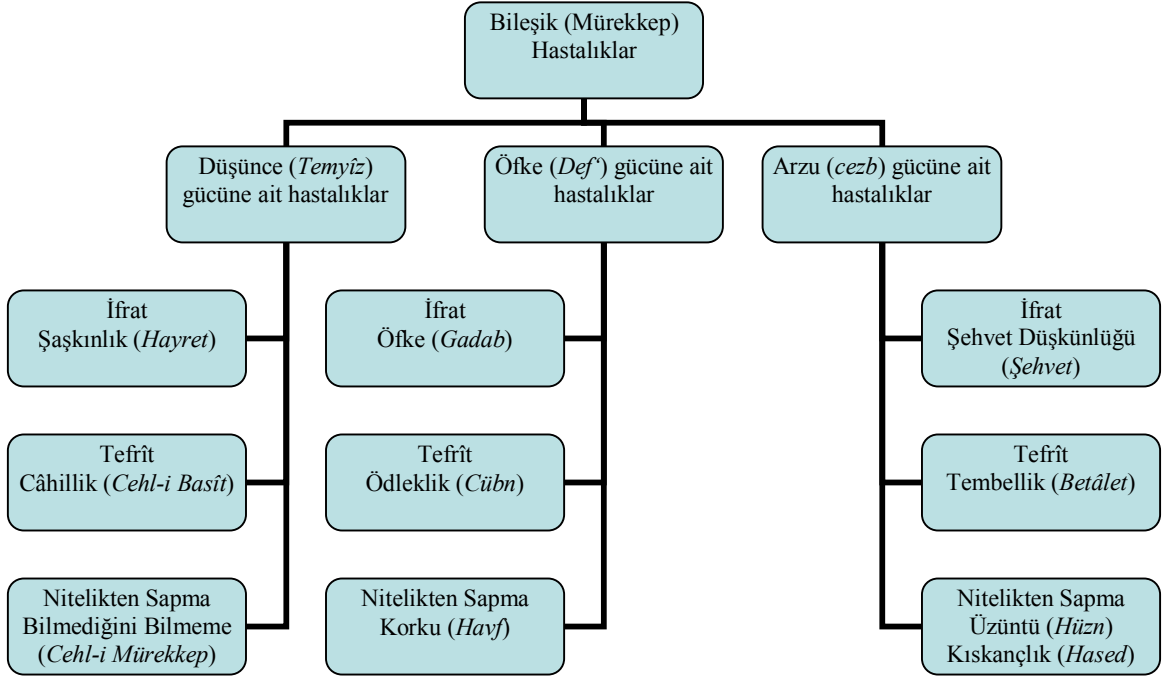 Bileşik (Mürekkep)
Hastalıklar
Düşünce (Temyîz)
gücüne ait hastalıklar
Öfke (Def‘) gücüne ait
hastalıklar
Arzu (cezb) gücüne ait
hastalıklar
İfrat
Şaşkınlık (Hayret)
İfrat
Öfke (Gadab)
İfrat
Şehvet Düşkünlüğü
(Şehvet)
Tefrît
Câhillik (Cehl-i Basît)
Tefrît
Ödleklik (Cübn)
Tefrît
Tembellik (Betâlet)
Nitelikten Sapma
Bilmediğini Bilmeme
(Cehl-i Mürekkep)
Nitelikten Sapma
Korku (Havf)
Nitelikten Sapma
Üzüntü (Hüzn)
Kıskançlık (Hased)